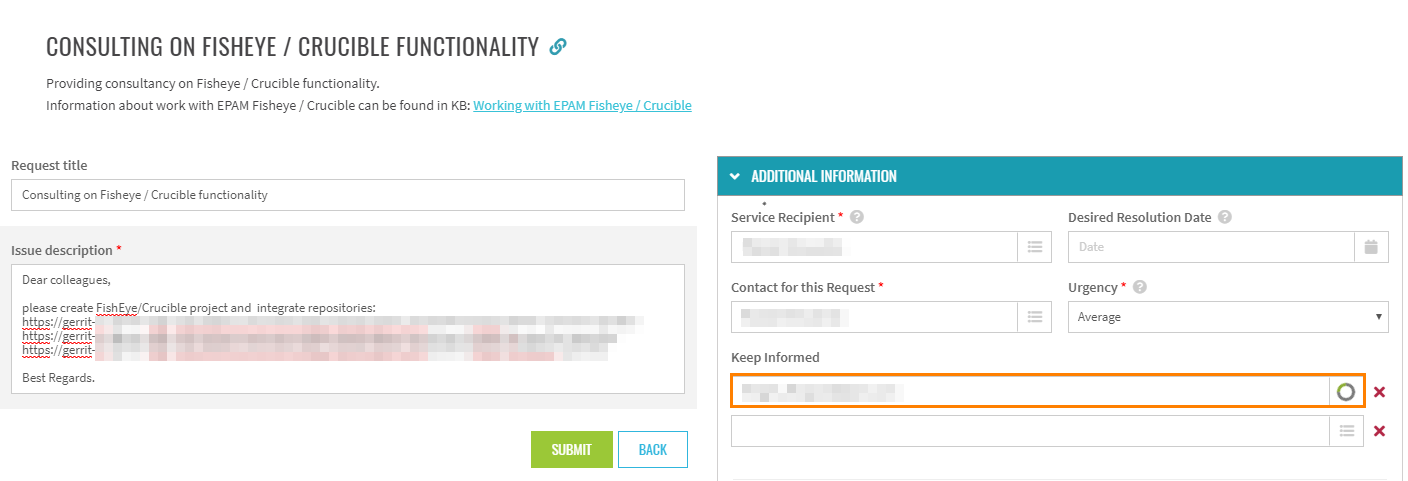 CONSULTING ON FISHEYE / CRUCIBLE FUNCTIONALITY
Providing consultancy on Fisheye / Crucible functionality.
Information about work with EPAM Fisheye / Crucible can be found in KB: Working with EPAM Fisheye / Crucible
Request title
Consulting on Fisheye / Crucible functionality
Issue description *
Dear colleagues,
please create FishEye/Crucible project and integrate repositories:
https://gerrit-
https://gerrit-
https://gerrit-
Best Regards.
SUBMIT
BACK
ADDITIONAL INFORMATION
Service Recipient * ?
Desired Resolution Date ?
Date
Contact for this Request *
Urgency * ?
Average
Keep Informed